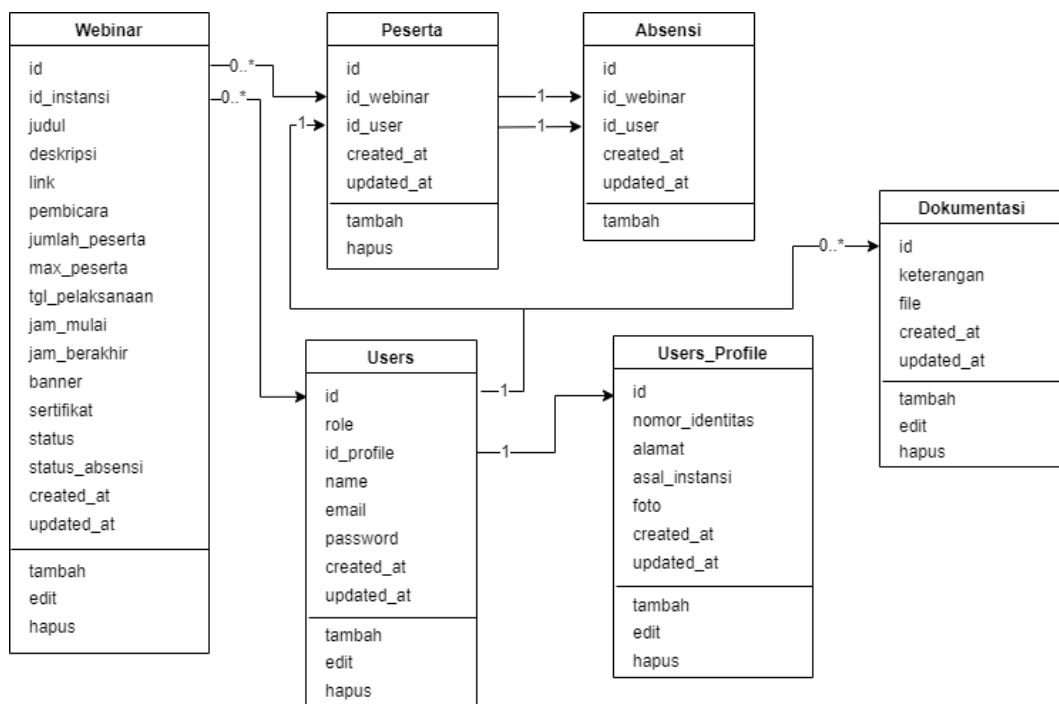 Webinar
id
id_instansi
judul
deskripsi
link
pembicara
jumlah_peserta
max_peserta
tgl_pelaksanaan
jam_mulai
jam_berakhir
banner
sertifikat
status
status_absensi
created_at
updated_at
tambah
edit
hapus
0..*
0..*
Peserta
id
id_webinar
id_user
created_at
updated_at
tambah
hapus
1
1
1
Absensi
id
id_webinar
id_user
created_at
updated_at
tambah
0..*
Dokumentasi
id
keterangan
file
created_at
updated_at
tambah
edit
hapus
Users
id
role
id_profile
name
email
password
created_at
updated_at
tambah
edit
hapus
1
1
Users_Profile
id
nomor_identitas
alamat
asal_instansi
foto
created_at
updated_at
tambah
edit
hapus